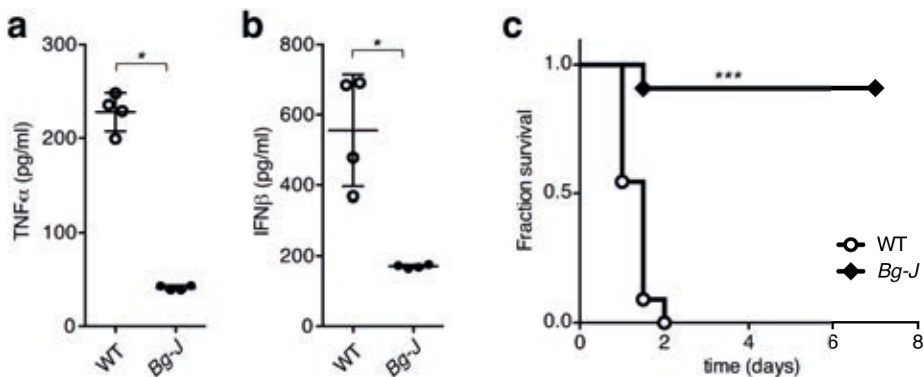 a
300
200
100
0
TNFα (pg/ml)
*
WT
Bg-J
b
800
600
400
200
0
IFNβ (pg/ml)
*
WT
Bg-J
c
1.0
0.5
0.0
Fraction survival
***
WT
Bg-J
0 2 4 6 8
time (days)